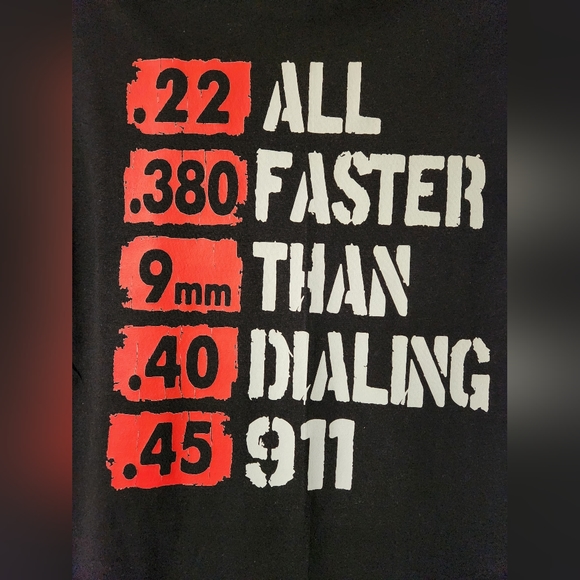 .22 ALL
.380 FASTER
9mm THAN
.40 DIALING
.45 911